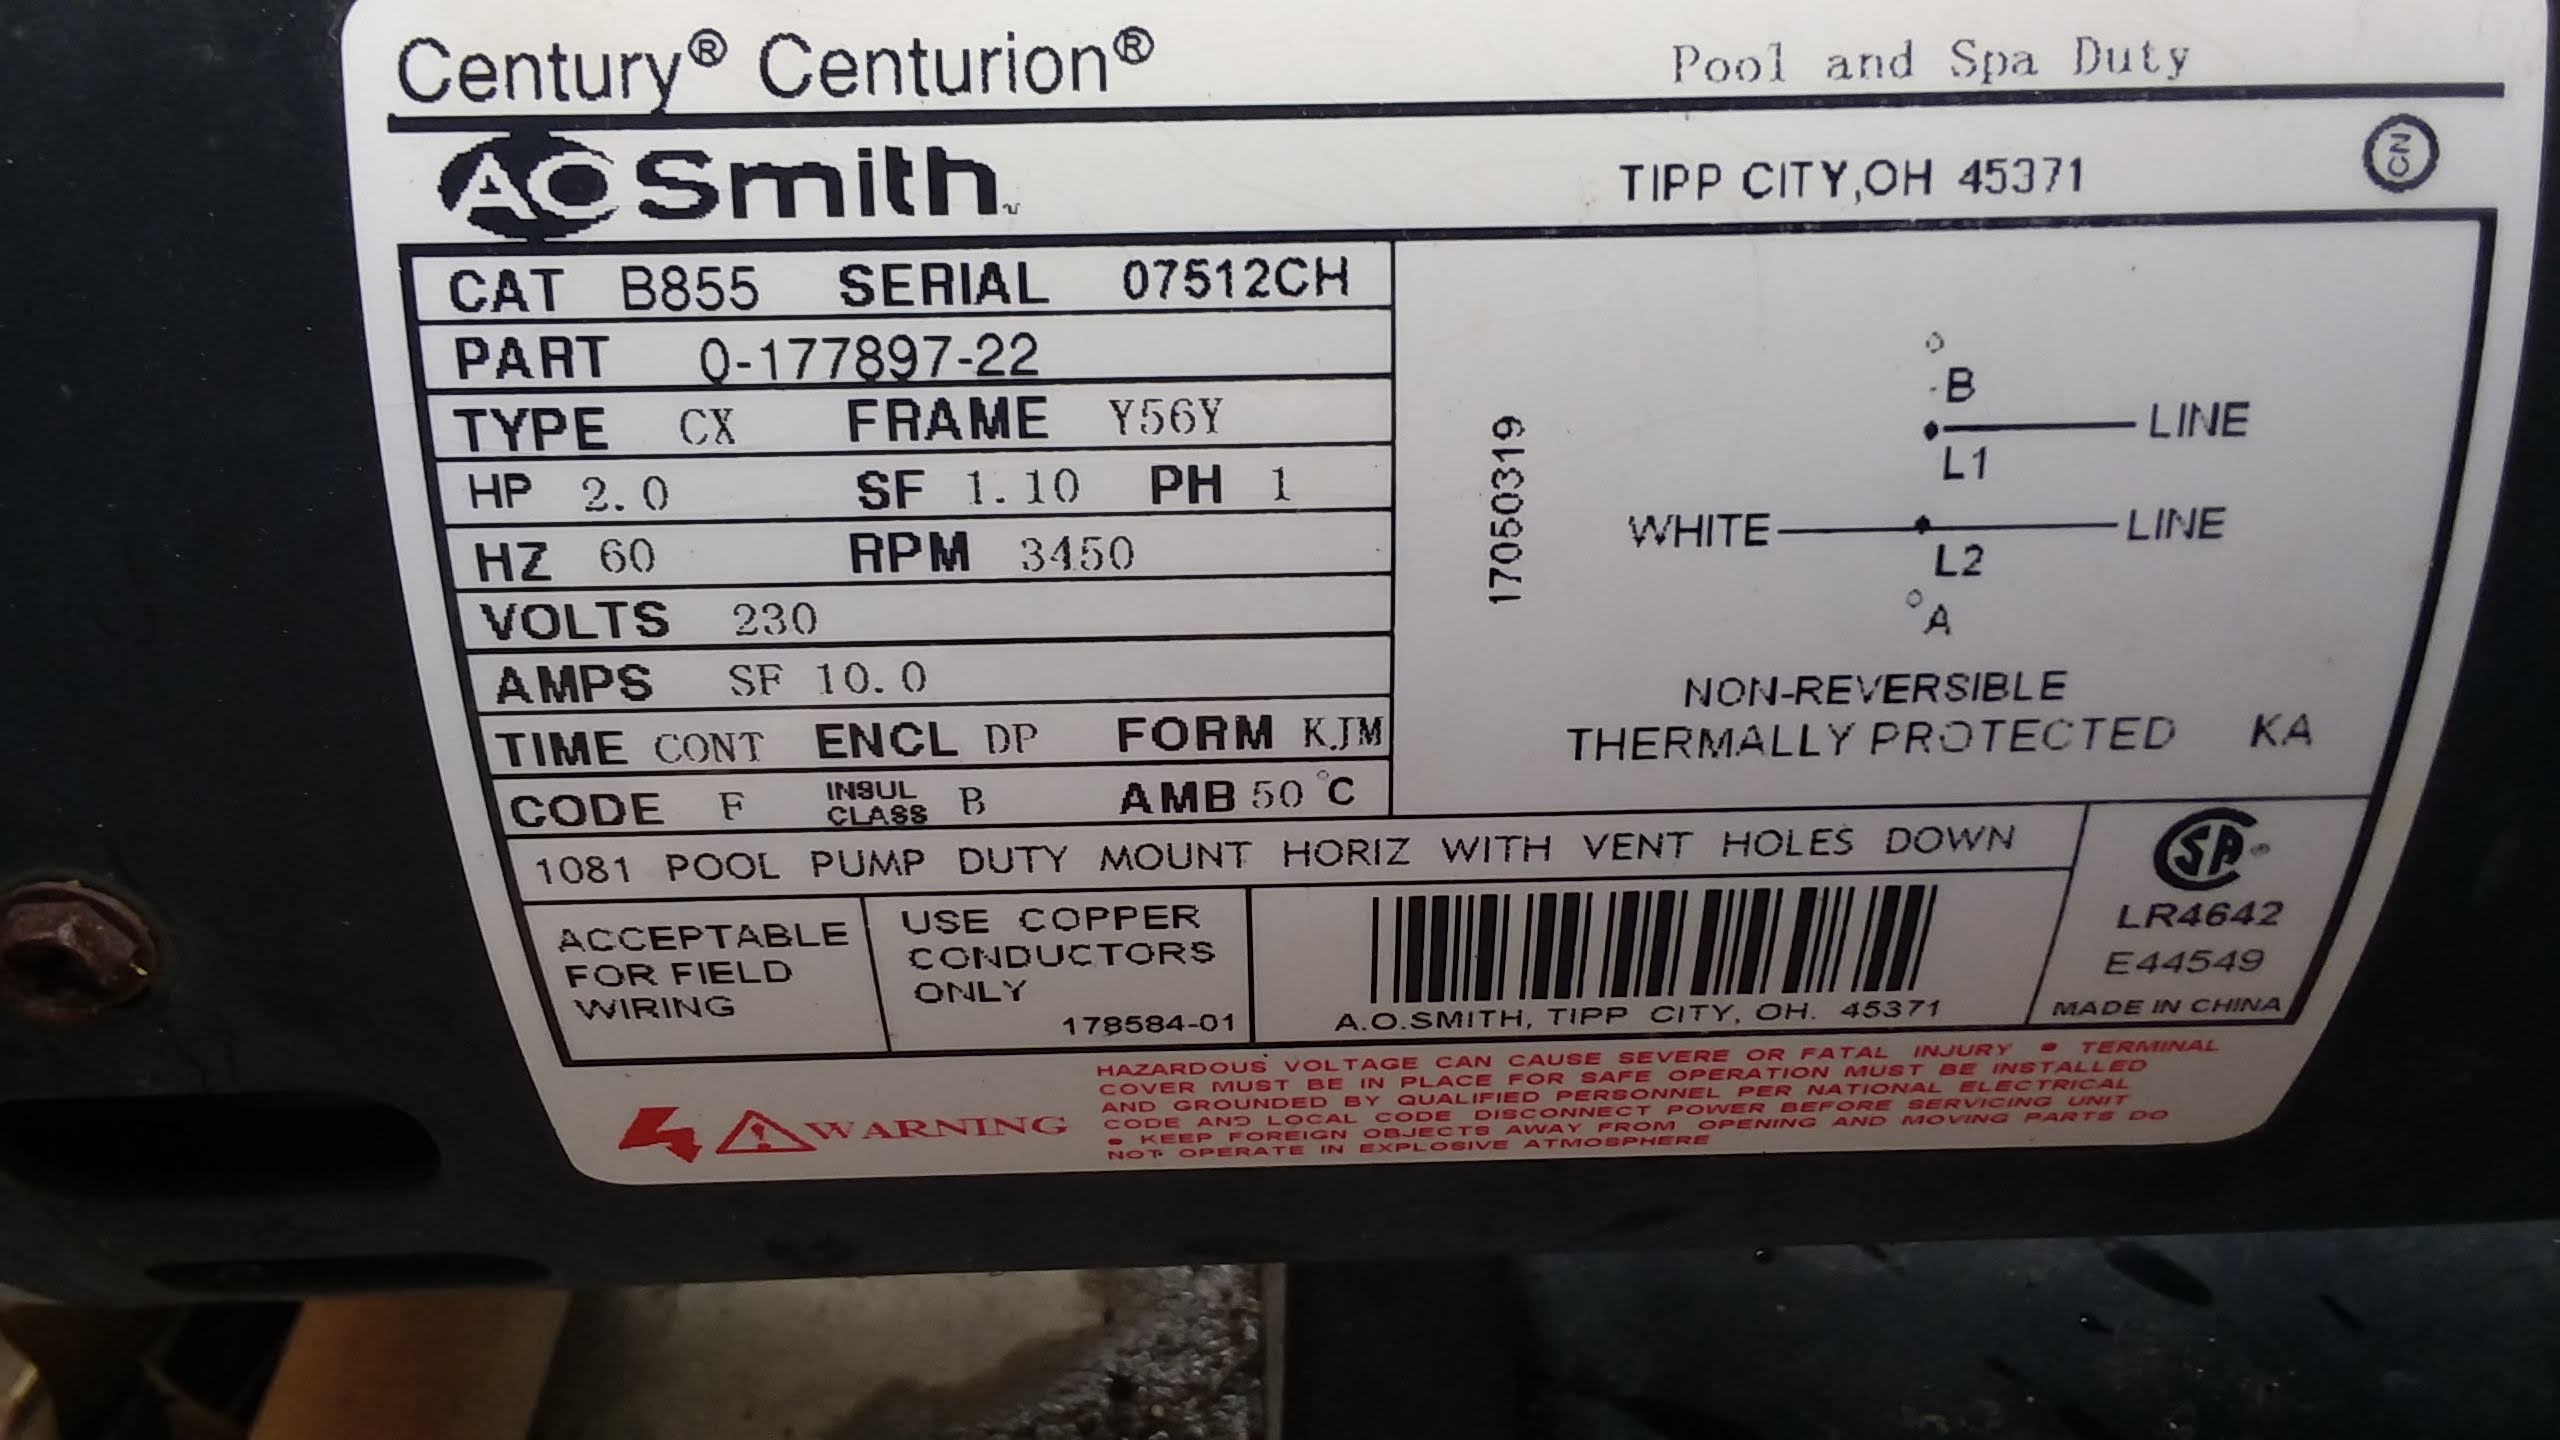 Century® Centurion® Pool and Spa Duty
AO Smith TIPP CITY,OH 45371
CN
CAT B855 SERIAL 07512CH
PART 0-177897-22
TYPE CX FRAME Y56Y
HP 2.0 SF 1.10 PH 1
HZ 60 RPM 3450
VOLTS 230
AMPS SF 10.0
TIME CONT ENCL DP FORM KJM
CODE F INSUL CLASS B AMB 50 °C
17050319
B
L1 LINE
WHITE L2 LINE
A
NON-REVERSIBLE
THERMALLY PROTECTED KA
1081 POOL PUMP DUTY MOUNT HORIZ WITH VENT HOLES DOWN
ACCEPTABLE
FOR FIELD
WIRING
USE COPPER
CONDUCTORS
ONLY
178584-01
A.O.SMITH, TIPP CITY, OH. 45371
SA®
LR4642
E44549
MADE IN CHINA
WARNING
HAZARDOUS VOLTAGE CAN CAUSE SEVERE OR FATAL INJURY • TERMINAL
COVER MUST BE IN PLACE FOR SAFE OPERATION MUST BE INSTALLED
AND GROUNDED BY QUALIFIED PERSONNEL PER NATIONAL ELECTRICAL
CODE AND LOCAL CODE DISCONNECT POWER BEFORE SERVICING UNIT
• KEEP FOREIGN OBJECTS AWAY FROM OPENING AND MOVING PARTS DO
NOT OPERATE IN EXPLOSIVE ATMOSPHERE